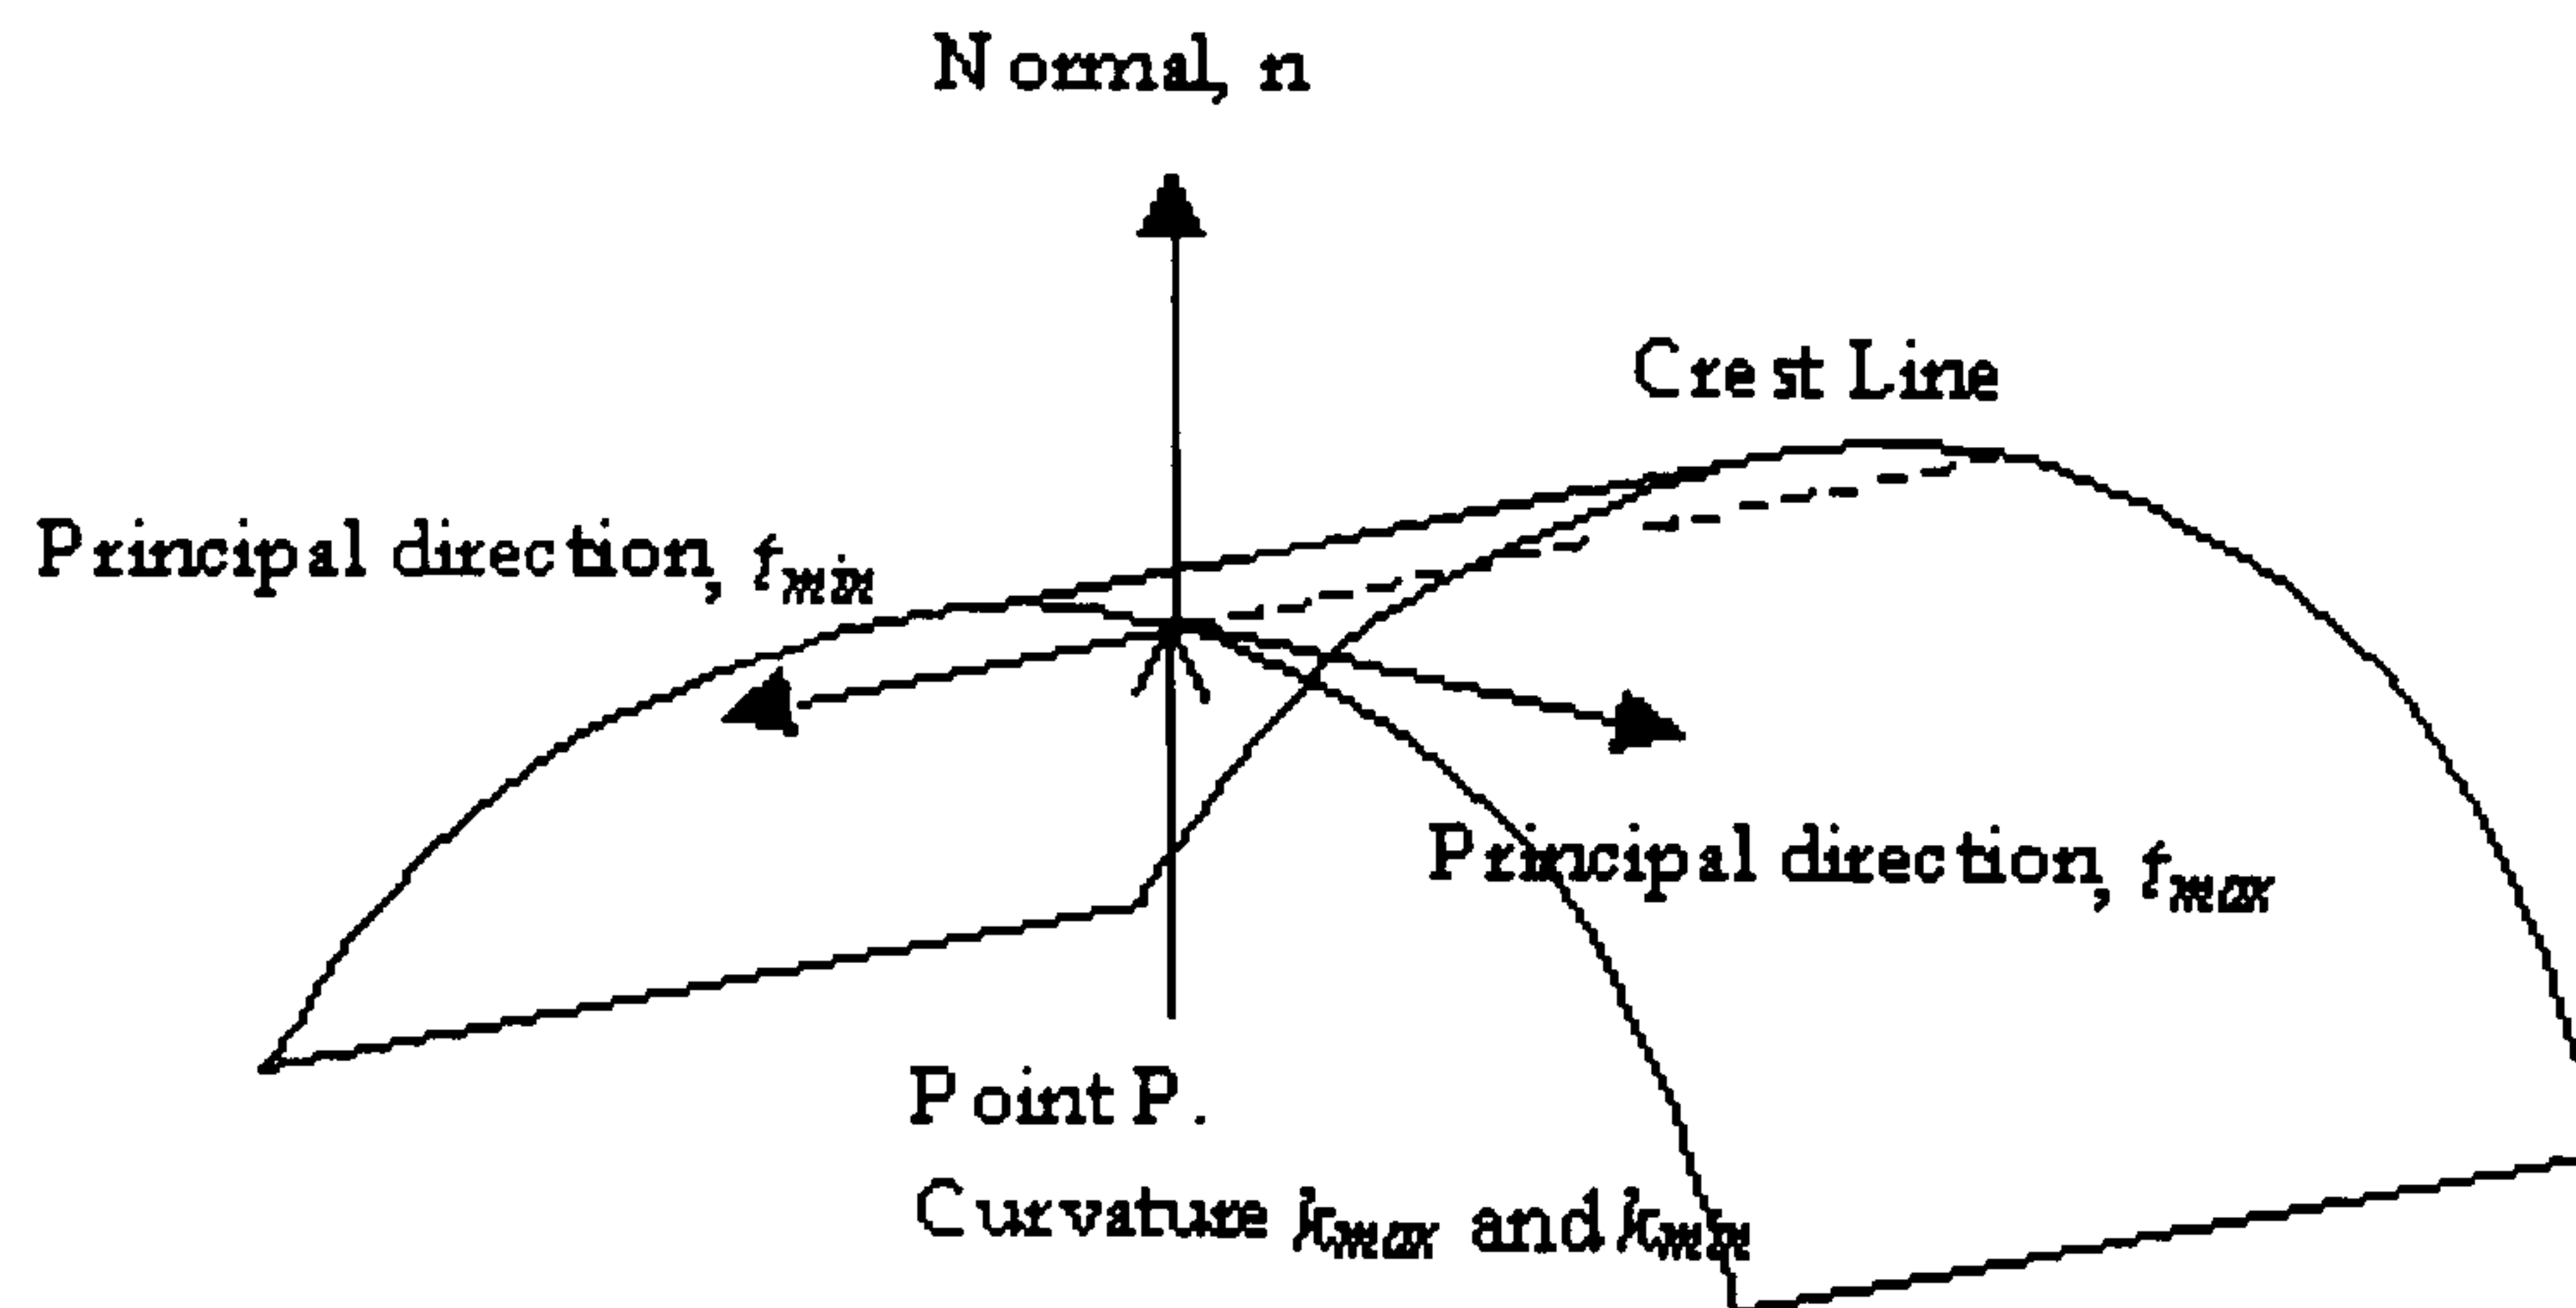 Normal, n
Crest Line
Principal direction, t_min
Principal direction, t_max
Point P.
Curvature k_max and k_min